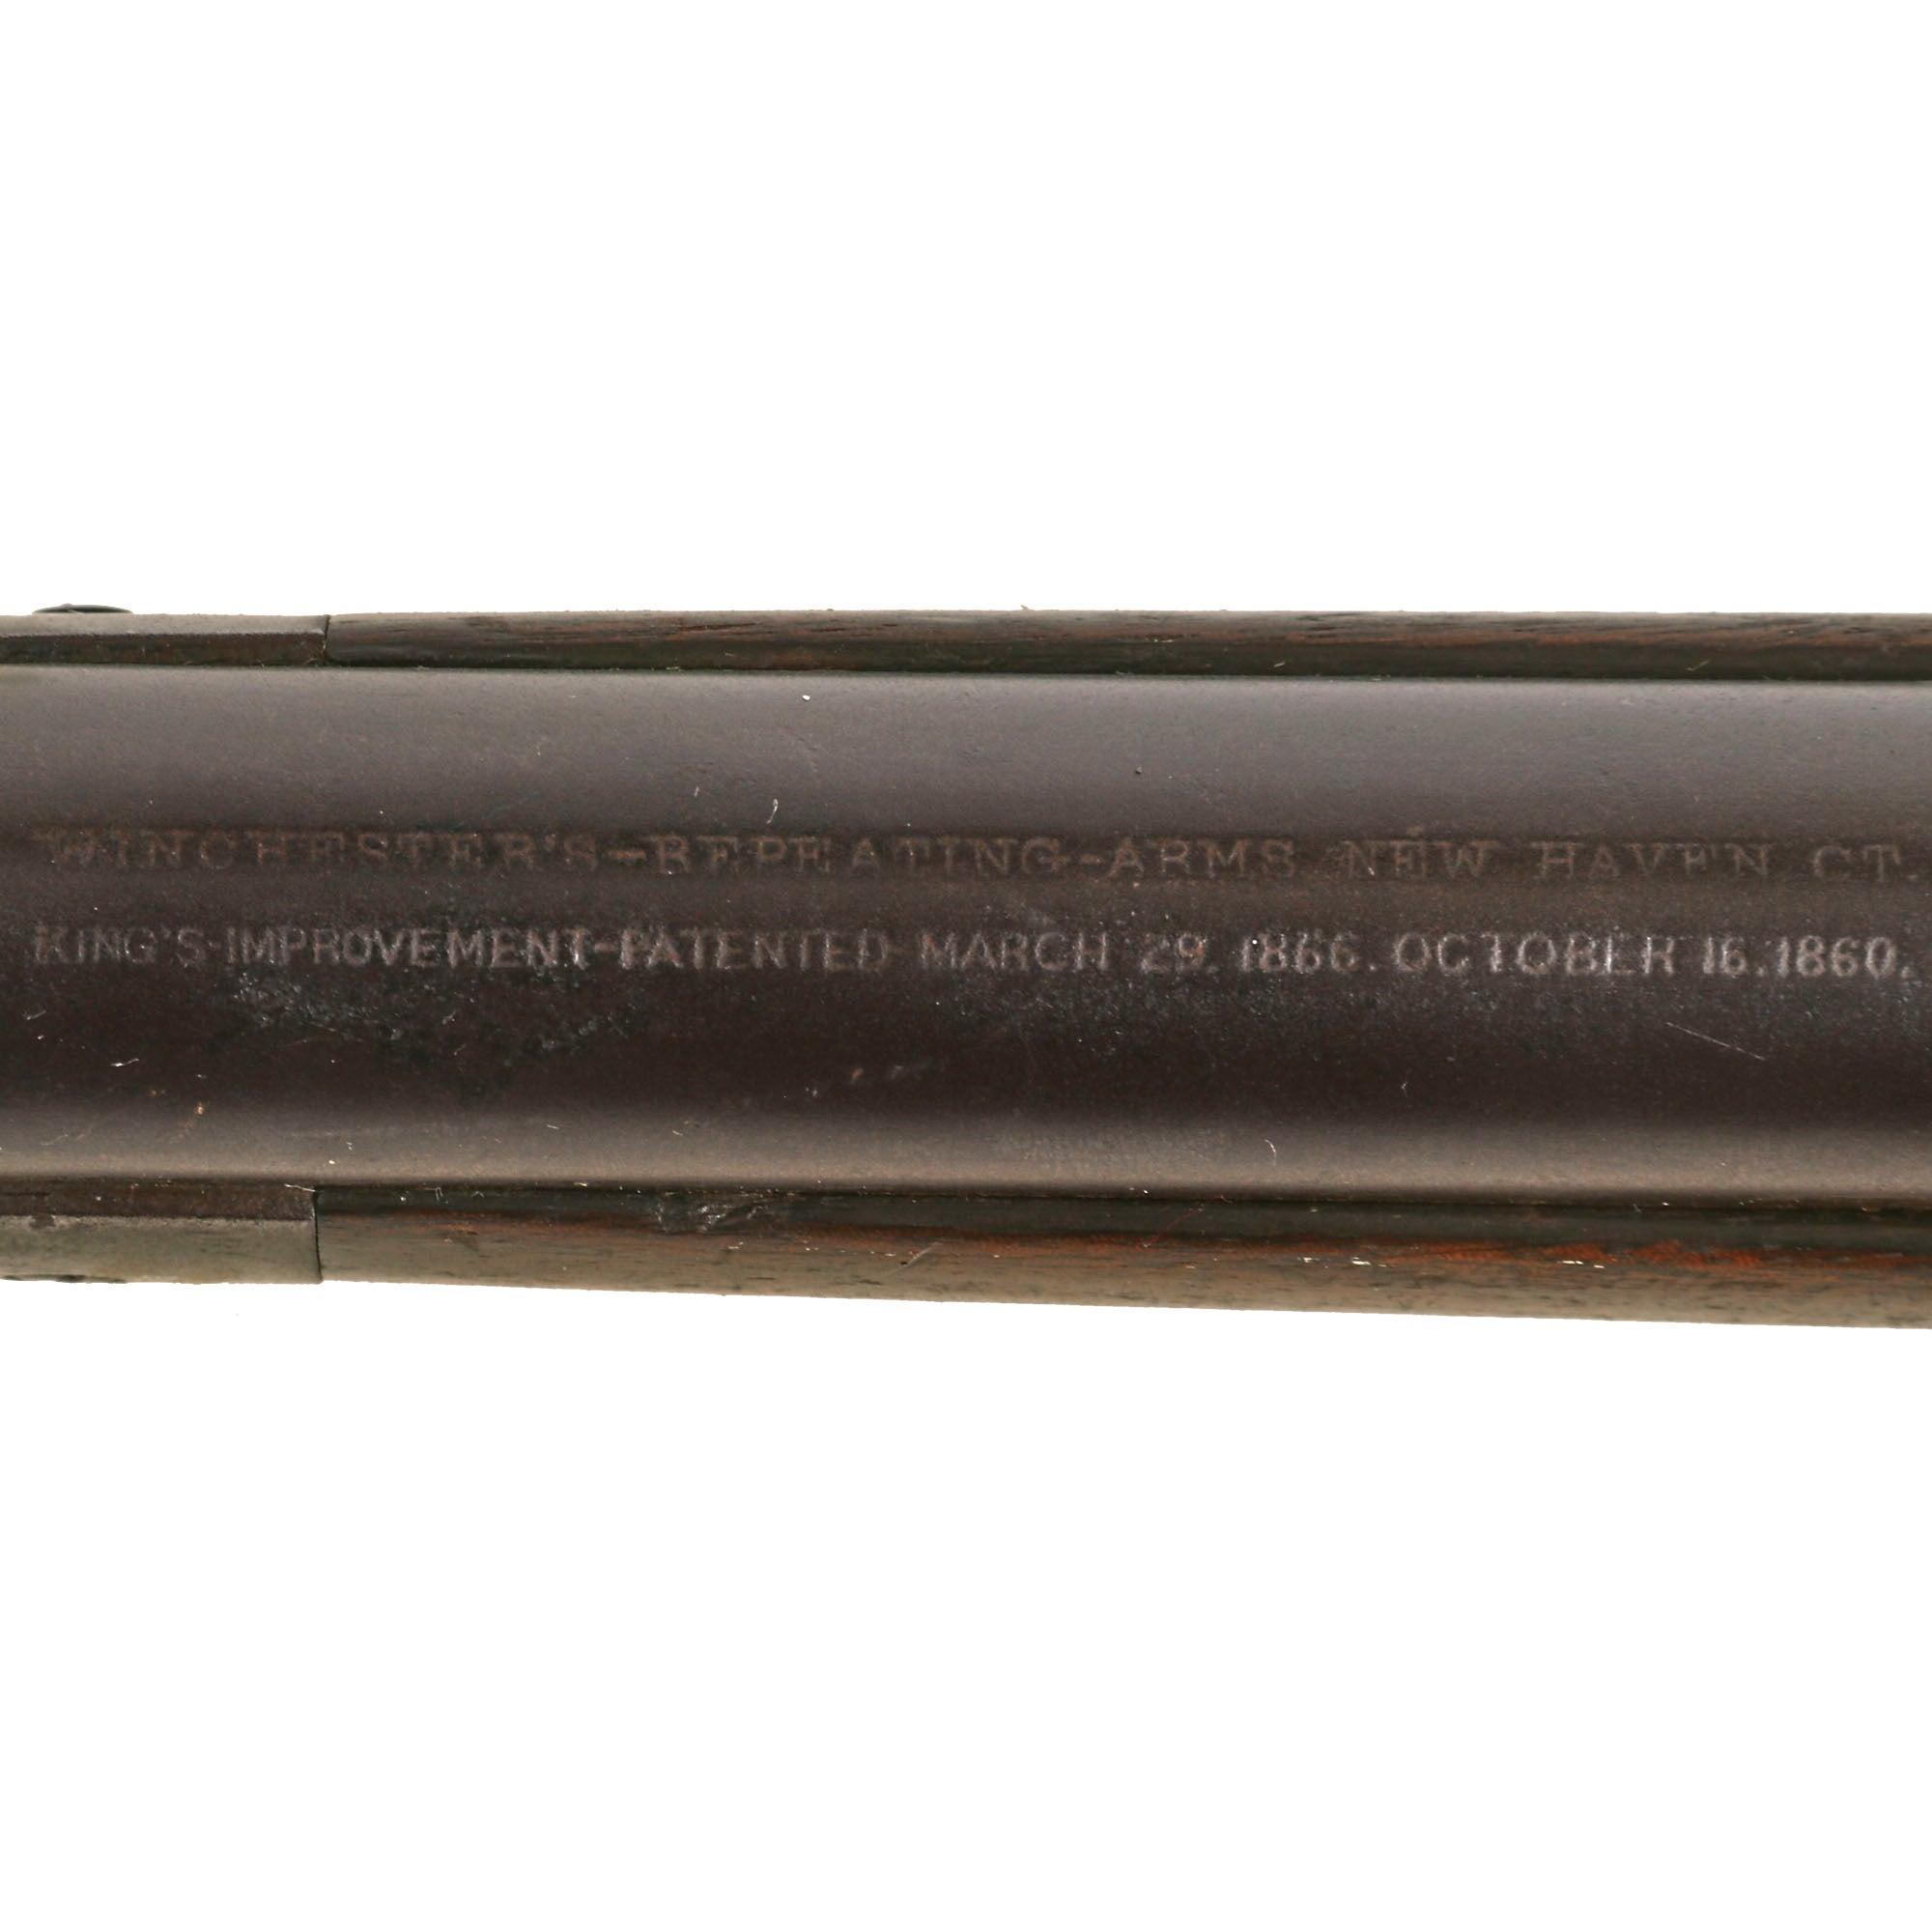 WINCHESTER'S-REPEATING-ARMS. NEW HAVEN. CT.
KING'S-IMPROVEMENT-PATENTED MARCH 29. 1866. OCTOBER 16. 1860.